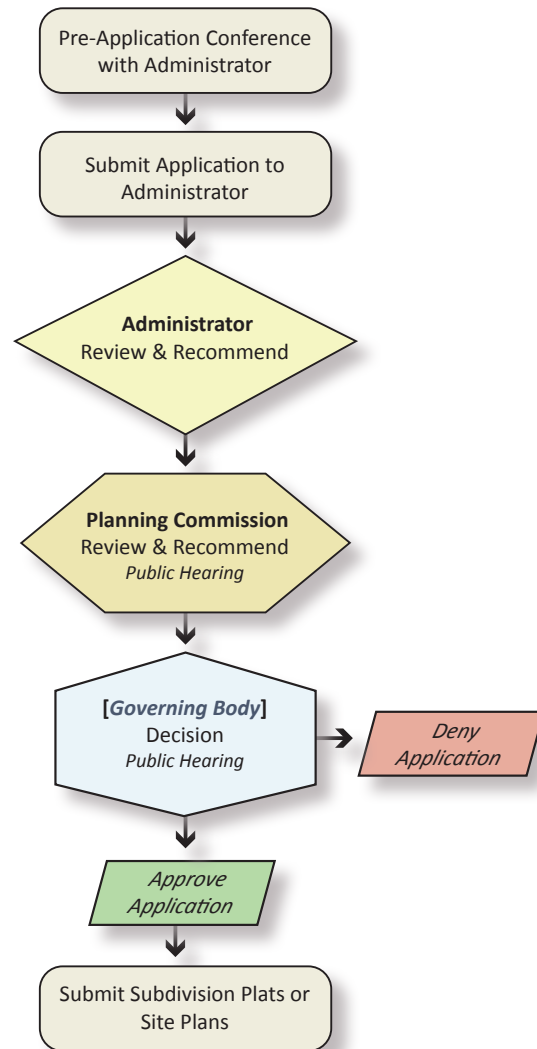 Pre-Application Conference
with Administrator
Submit Application to
Administrator
Administrator
Review & Recommend
Planning Commission
Review & Recommend
Public Hearing
[Governing Body]
Decision
Public Hearing
Deny
Application
Approve
Application
Submit Subdivision Plats or
Site Plans